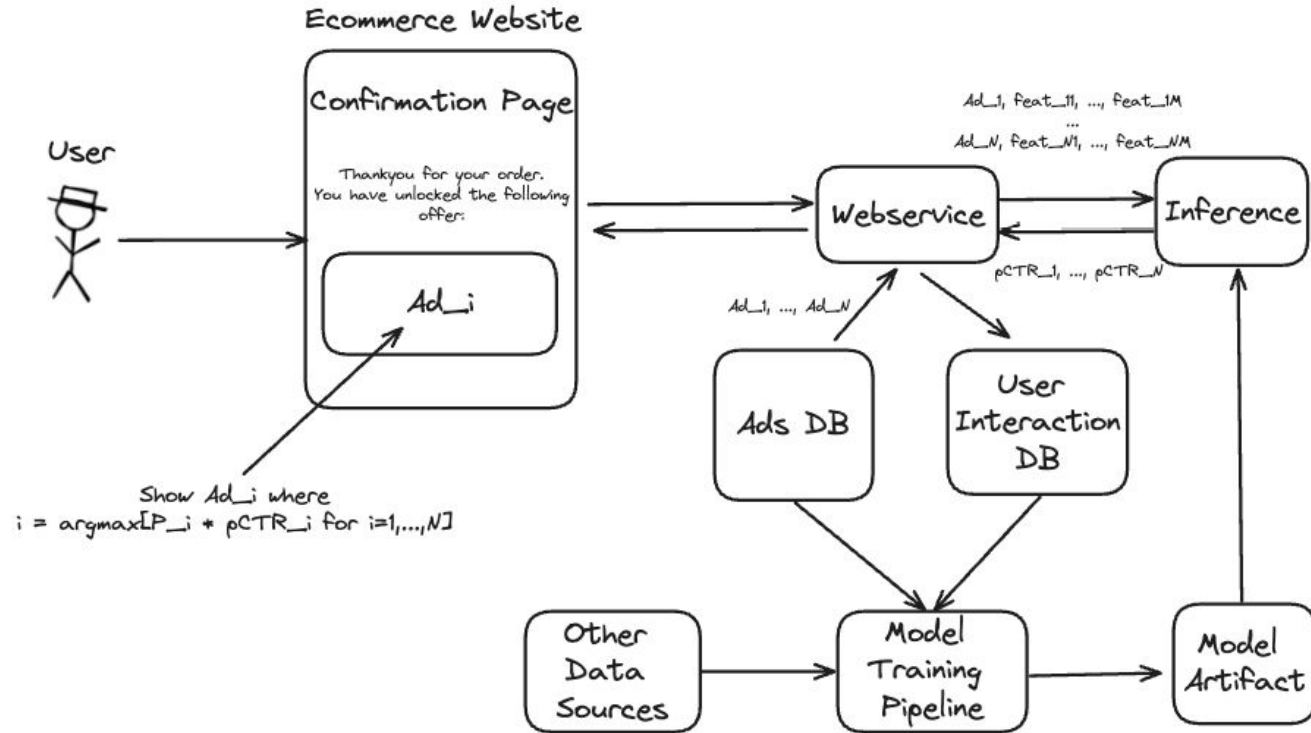 Ecommerce Website
Confirmation Page
User
Thankyou for your order.
You have unlocked the following
offer:
Ad_i
Show Ad_i where
i = argmax[P_i * pCTR_i for i=1,...,N]
Webservice
Ad_1, feat_11, ..., feat_1M
...
Ad_N, feat_N1, ..., feat_NM
Inference
pCTR_1, ..., pCTR_N
Ad_1, ..., Ad_N
Ads DB
User
Interaction
DB
Other
Data
Sources
Model
Training
Pipeline
Model
Artifact